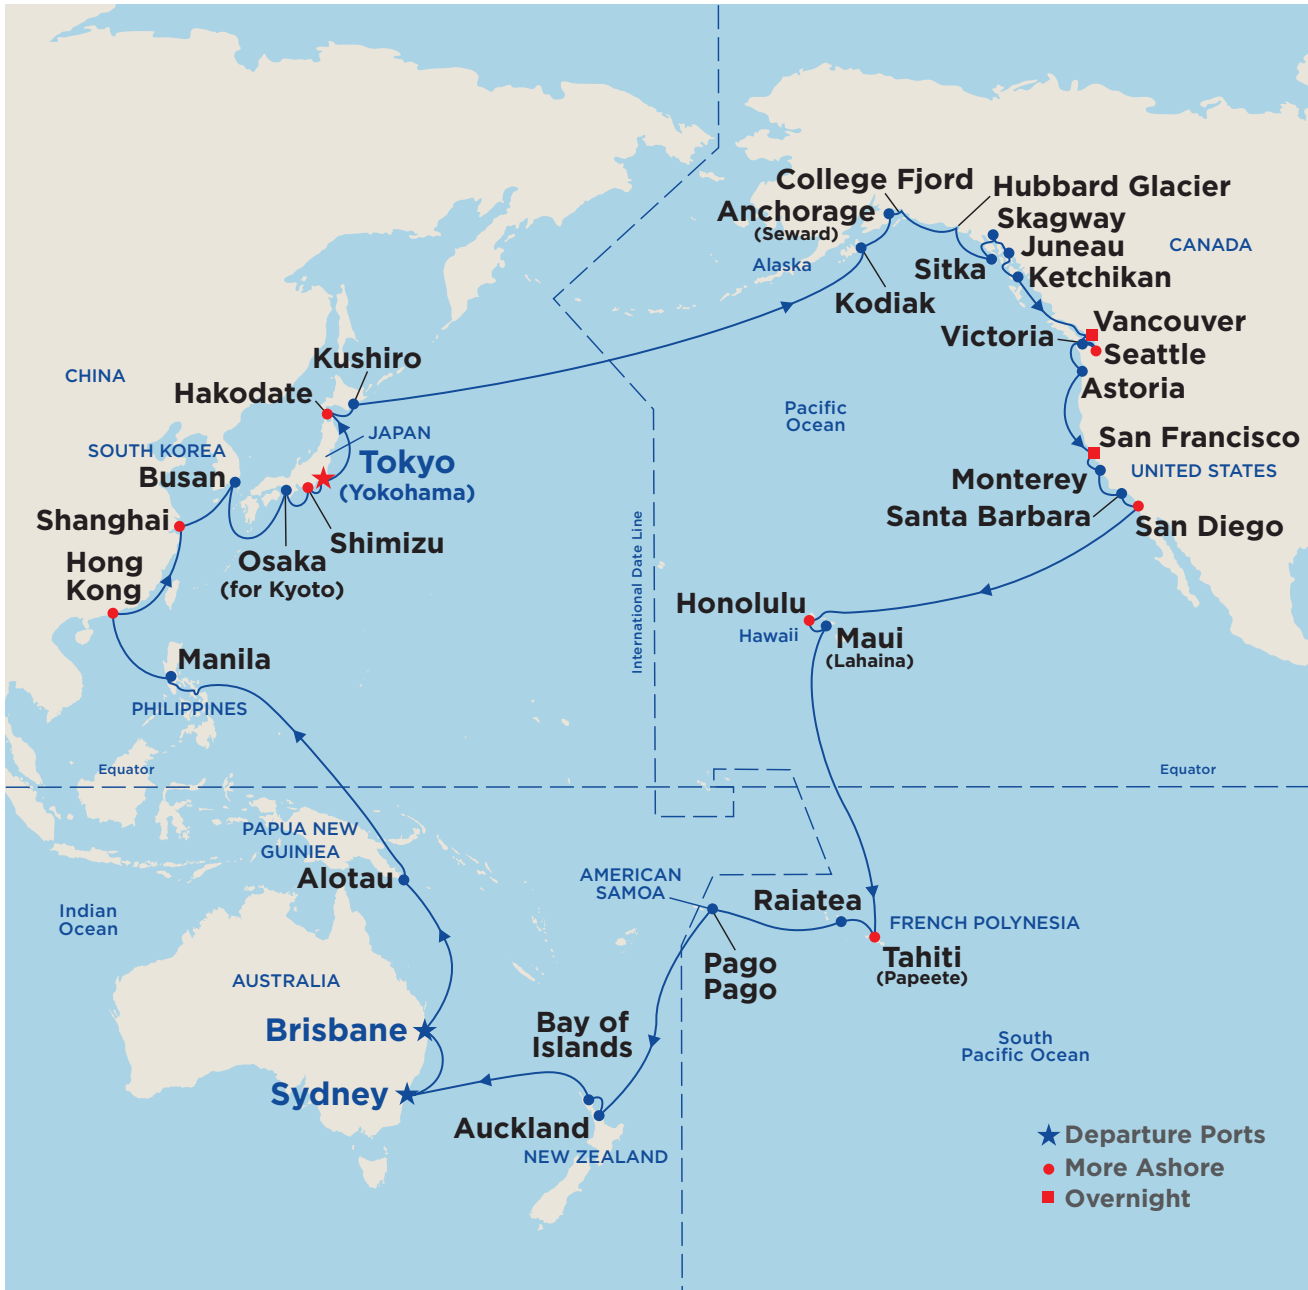 College Fjord
Hubbard Glacier
Anchorage
(Seward)
Skagway
Juneau
CANADA
Alaska
Sitka
Ketchikan
Kodiak
Vancouver
Victoria
Seattle
Kushiro
CHINA
Hakodate
Astoria
Pacific
Ocean
JAPAN
San Francisco
SOUTH KOREA
Tokyo
(Yokohama)
Busan
Monterey
UNITED STATES
Shanghai
Santa Barbara
San Diego
Shimizu
Osaka
(for Kyoto)
Hong
Kong
International Date Line
Honolulu
Hawaii
Maui
(Lahaina)
Manila
PHILIPPINES
Equator
Equator
PAPUA NEW
GUINIEA
Alotau
AMERICAN
SAMOA
Raiatea
Indian
Ocean
FRENCH POLYNESIA
Tahiti
(Papeete)
Pago
Pago
AUSTRALIA
Brisbane
Bay of
Islands
South
Pacific Ocean
Sydney
Auckland
NEW ZEALAND
Departure Ports
More Ashore
Overnight